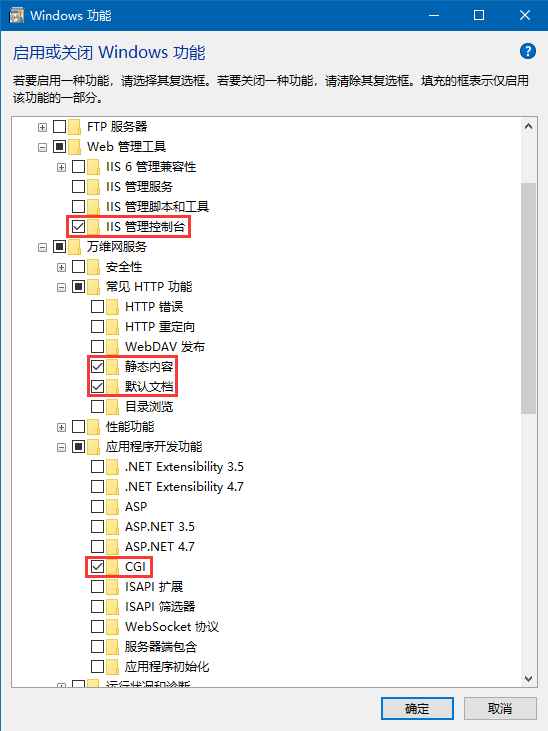 Windows 功能
启用或关闭 Windows 功能
?
若要启用一种功能，请选择其复选框。若要关闭一种功能，请清除其复选框。填充的框表示仅启用
该功能的一部分。
FTP 服务器
Web 管理工具
IIS 6 管理兼容性
IIS 管理服务
IIS 管理脚本和工具
IIS 管理控制台
万维网服务
安全性
常见 HTTP 功能
HTTP 错误
HTTP 重定向
WebDAV 发布
静态内容
默认文档
目录浏览
性能功能
应用程序开发功能
.NET Extensibility 3.5
.NET Extensibility 4.7
ASP
ASP.NET 3.5
ASP.NET 4.7
CGI
ISAPI 扩展
ISAPI 筛选器
WebSocket 协议
服务器端包含
应用程序初始化
运行状况和诊断
确定
取消